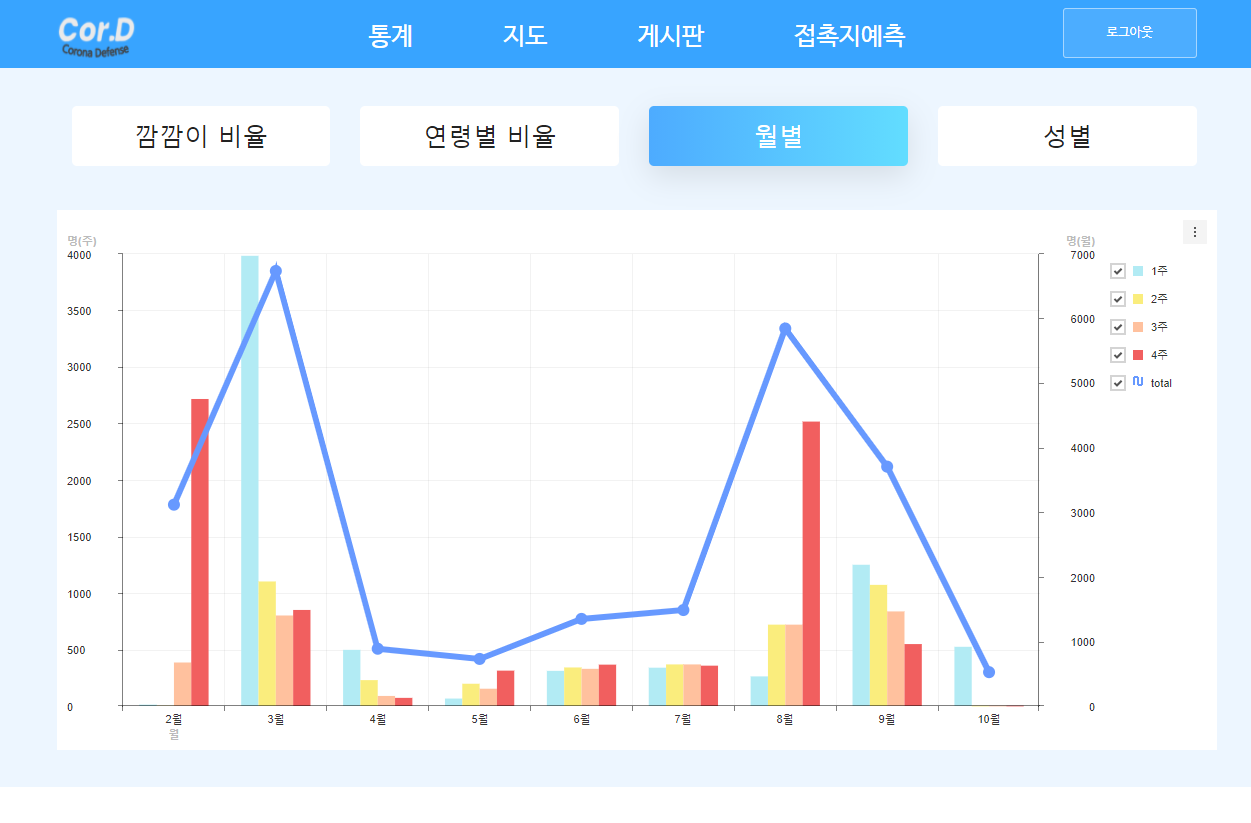 Cor.D
Corona Defense
통계 지도 게시판 접촉지예측 로그아웃
깜깜이 비율 연령별 비율 월별 성별
명(주) 명(월)
4000 7000
3500
3000
2500
2000
1500
1000
500
0
6000
5000
4000
3000
2000
1000
0
1주
2주
3주
4주
total
2월 3월 4월 5월 6월 7월 8월 9월 10월
월